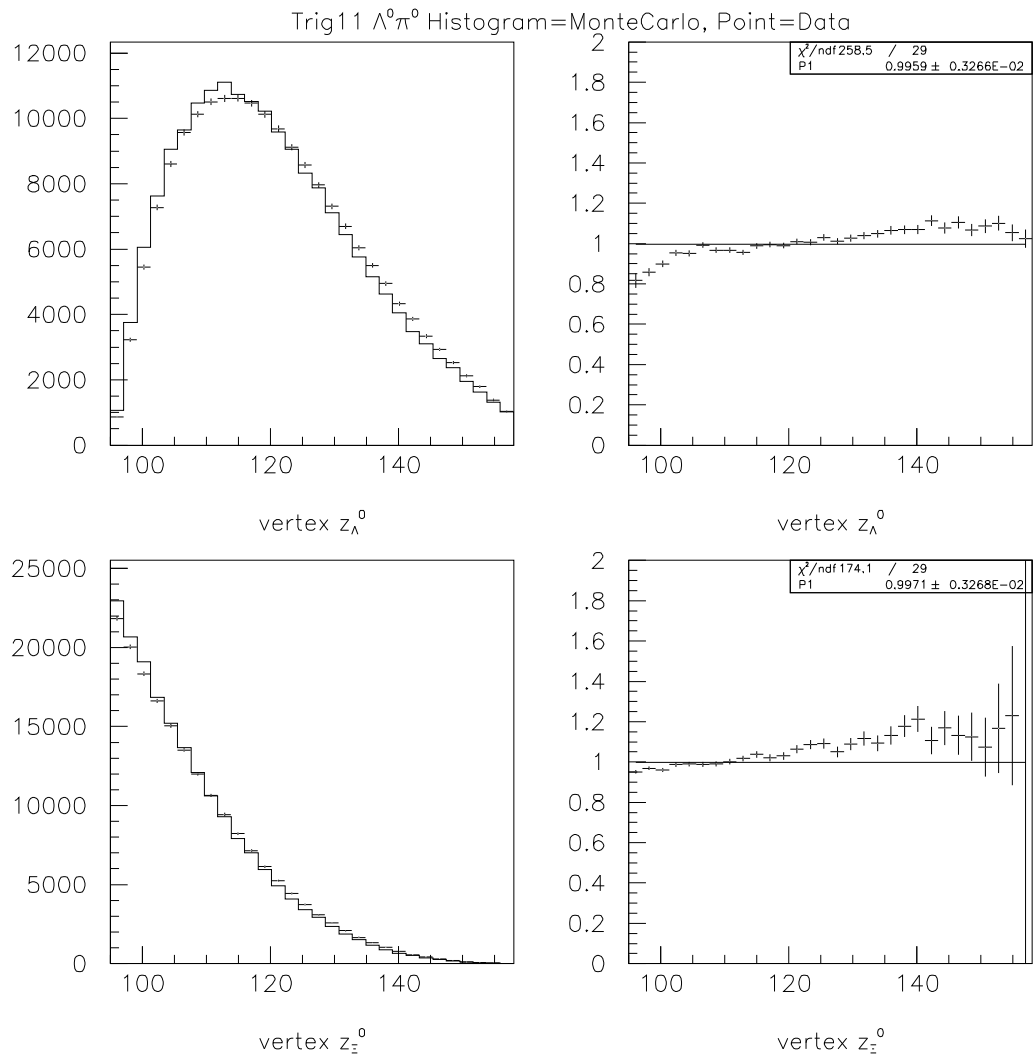 Trig11 Λ⁰π⁰ Histogram=MonteCarlo, Point=Data
12000
10000
8000
6000
4000
2000
0
100 120 140
vertex z_Λ⁰
χ²/ndf 258.5 / 29
P1 0.9959 ± 0.3266E-02
2
1.8
1.6
1.4
1.2
1
0.8
0.6
0.4
0.2
0
100 120 140
vertex z_Λ⁰
25000
20000
15000
10000
5000
0
100 120 140
vertex z_Ξ⁰
χ²/ndf 174.1 / 29
P1 0.9971 ± 0.3268E-02
2
1.8
1.6
1.4
1.2
1
0.8
0.6
0.4
0.2
0
100 120 140
vertex z_Ξ⁰